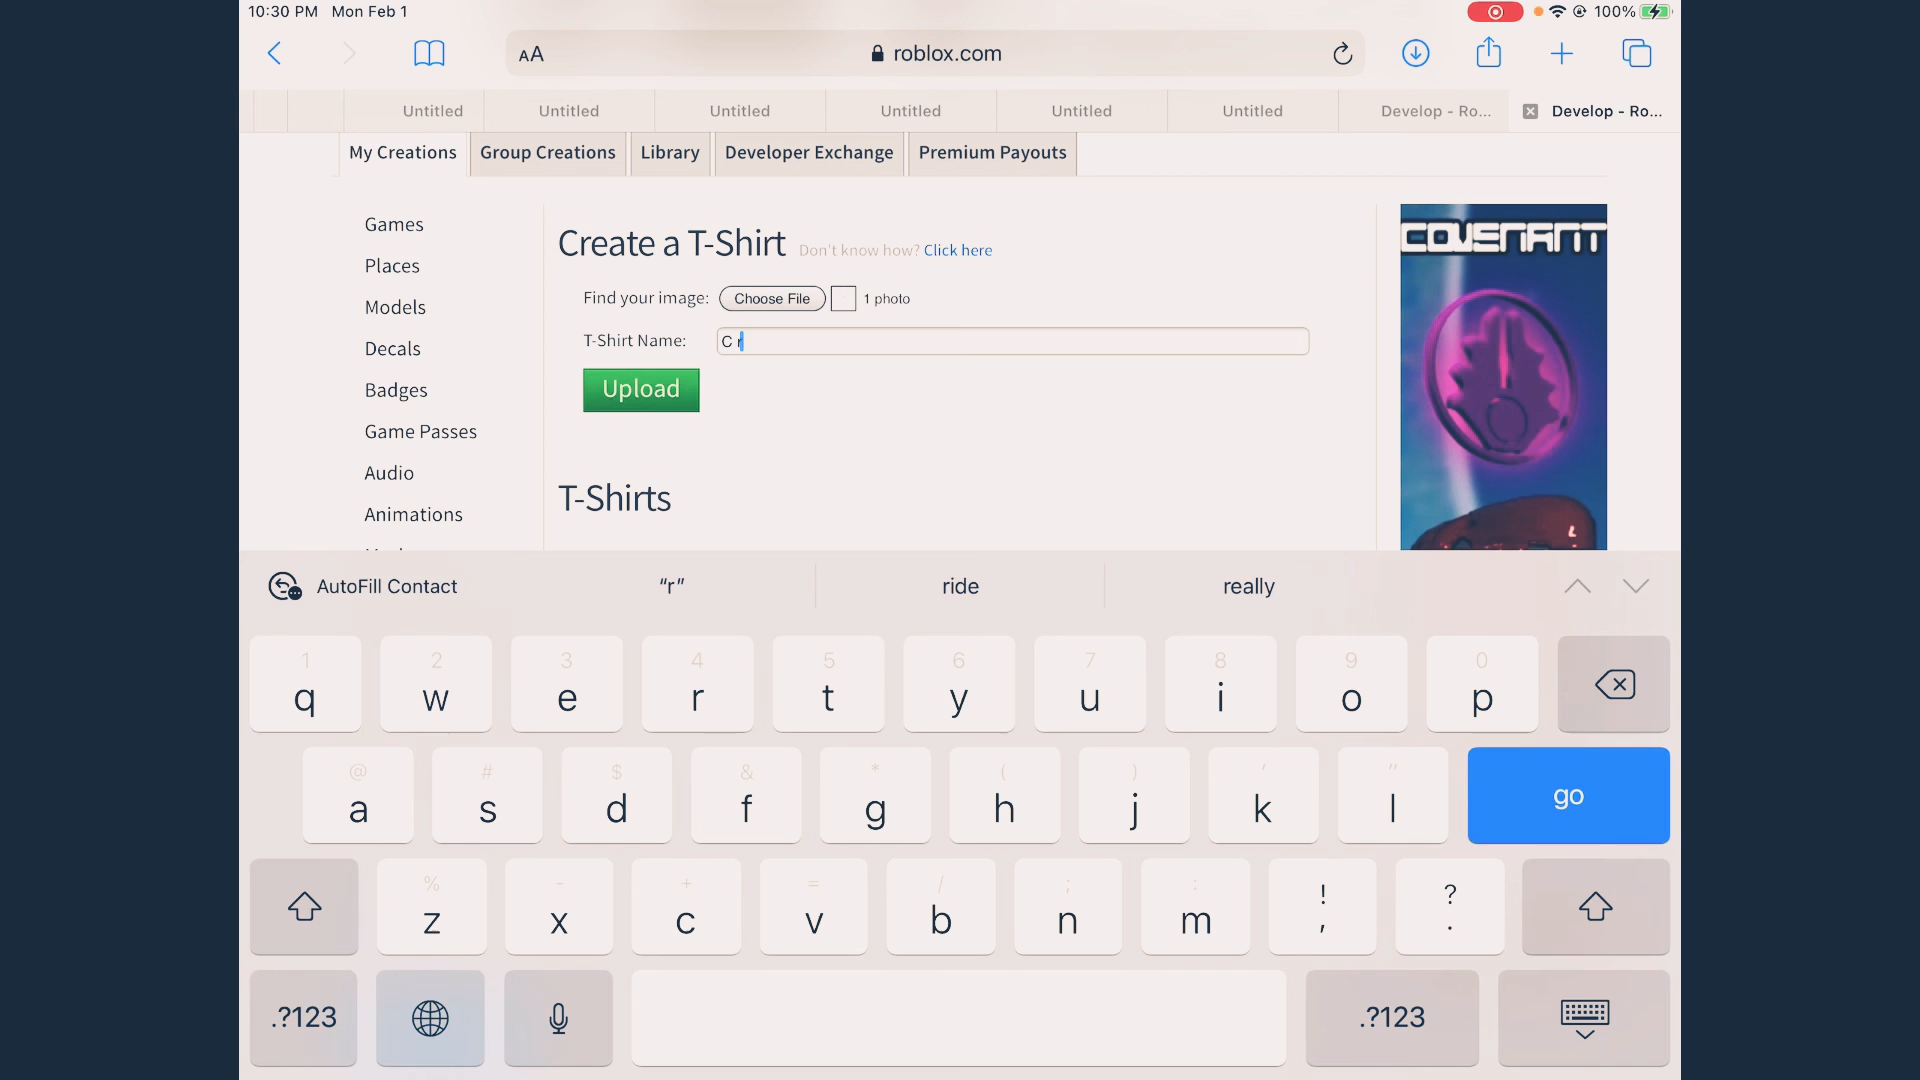 10:30 PM Mon Feb 1
100%
AA
roblox.com
Untitled
Untitled
Untitled
Untitled
Untitled
Untitled
Develop - Ro...
Develop - Ro...
My Creations
Group Creations
Library
Developer Exchange
Premium Payouts
Games
Places
Models
Decals
Badges
Game Passes
Audio
Animations
Create a T-Shirt Don't know how? Click here
Find your image: Choose File 1 photo
T-Shirt Name: C r
Upload
T-Shirts
COVENANT
AutoFill Contact
“r”
ride
really
1 2 3 4 5 6 7 8 9 0
q w e r t y u i o p
@ # $ & * ( ) ' "
a s d f g h j k l
go
% - + = / ; : ! ?
z x c v b n m , .
.?123
.?123